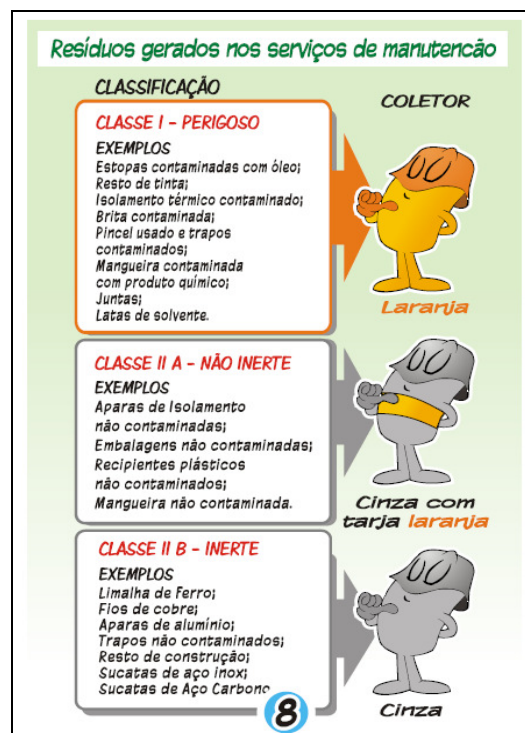 Resíduos gerados nos serviços de manutencão
CLASSIFICAÇÃO
COLETOR
CLASSE I - PERIGOSO
EXEMPLOS
Estopas contaminadas com óleo;
Resto de tinta;
Isolamento térmico contaminado;
Brita contaminada;
Pincel usado e trapos
contaminados;
Mangueira contaminada
com produto químico;
Juntas;
Latas de solvente.
Laranja
CLASSE II A - NÃO INERTE
EXEMPLOS
Aparas de Isolamento
não contaminadas;
Embalagens não contaminadas;
Recipientes plásticos
não contaminados;
Mangueira não contaminada.
Cinza com
tarja laranja
CLASSE II B - INERTE
EXEMPLOS
Limalha de Ferro;
Fios de cobre;
Aparas de alumínio;
Trapos não contaminados;
Resto de construção;
Sucatas de aço inox;
Sucatas de Aço Carbono
Cinza
8